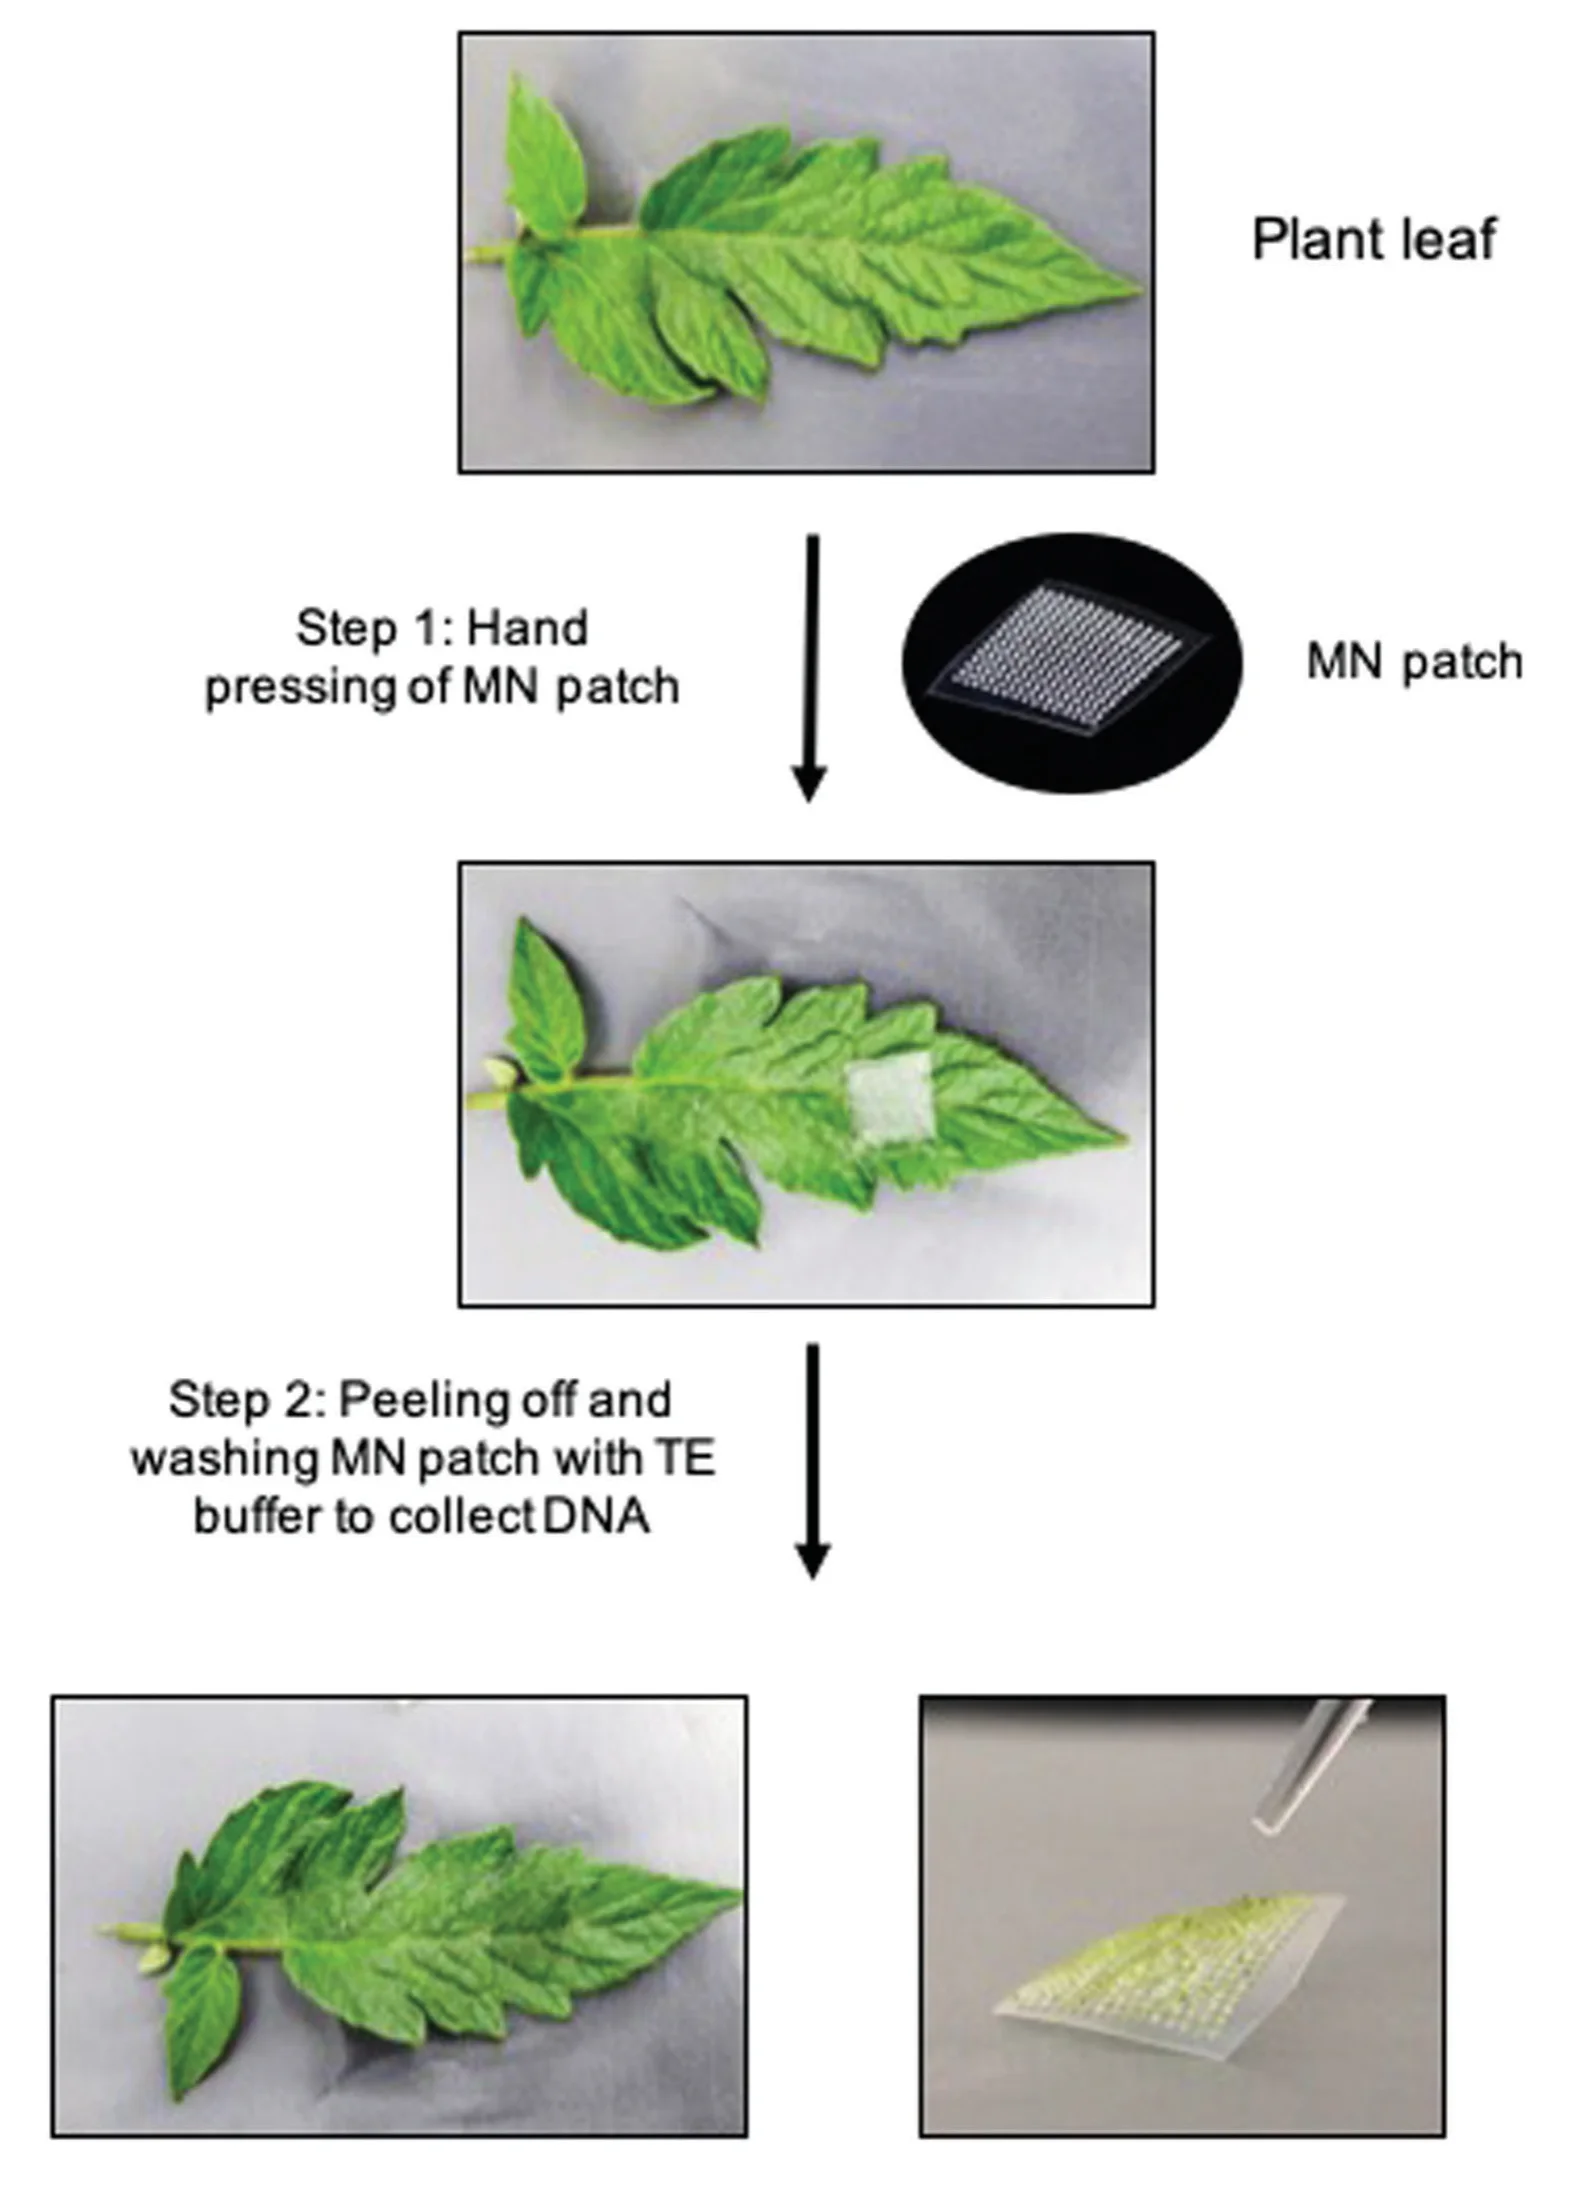 Plant leaf
Step 1: Hand
pressing of MN patch
MN patch
Step 2: Peeling off and
washing MN patch with TE
buffer to collect DNA